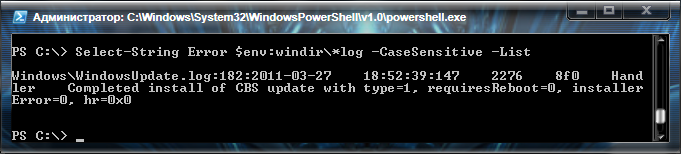 Администратор: C:\Windows\System32\WindowsPowerShell\v1.0\powershell.exe
PS C:\> Select-String Error $env:windir\*log -CaseSensitive -List
Windows\WindowsUpdate.log:182:2011-03-27    18:52:39:147    2276    8f0    Hand
ler    Completed install of CBS update with type=1, requiresReboot=0, installer
Error=0, hr=0x0
PS C:\> _